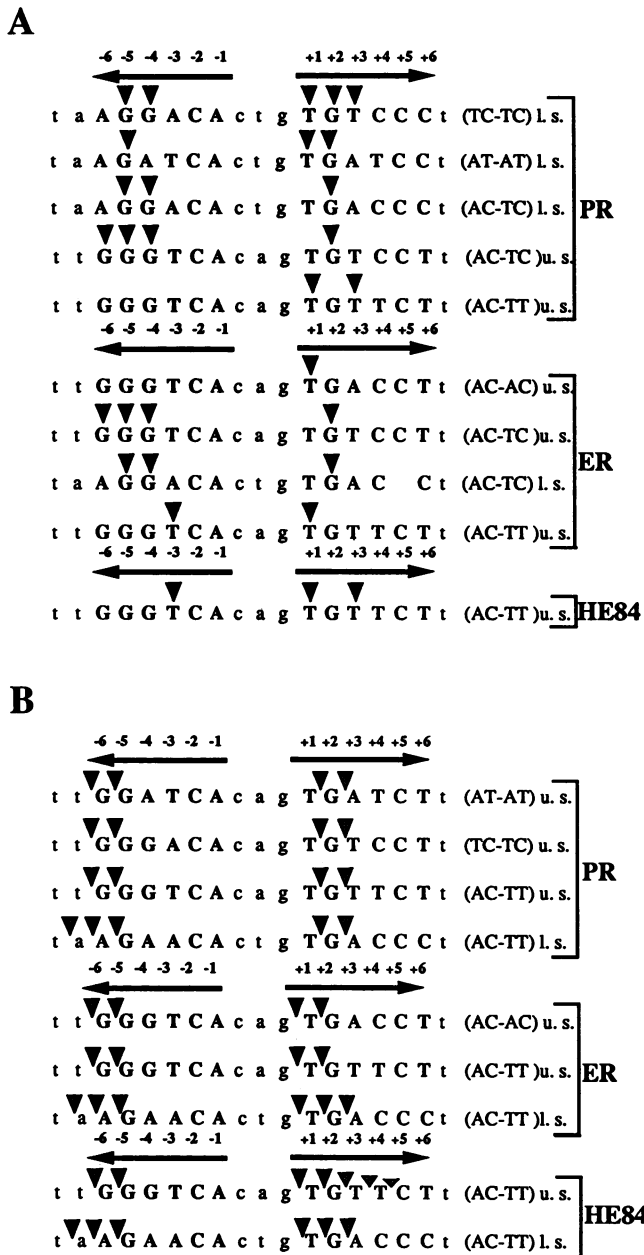 A
-6 -5 -4 -3 -2 -1 +1 +2 +3 +4 +5 +6
t a A G G A C A c t g T G T C C C t (TC-TC) l. s.
t a A G A T C A c t g T G A T C C t (AT-AT) l. s.
t a A G G A C A c t g T G A C C C t (AC-TC) l. s.
PR
t t G G G T C A c a g T G T C C T t (AC-TC )u. s.
t t G G G T C A c a g T G T T C T t (AC-TT )u. s.
-6 -5 -4 -3 -2 -1 +1 +2 +3 +4 +5 +6
t t G G G T C A c a g T G A C C T t (AC-AC) u. s.
t t G G G T C A c a g T G T C C T t (AC-TC )u. s.
ER
t a A G G A C A c t g T G A C C t (AC-TC) l. s.
t t G G G T C A c a g T G T T C T t (AC-TT )u. s.
-6 -5 -4 -3 -2 -1 +1 +2 +3 +4 +5 +6
t t G G G T C A c a g T G T T C T t (AC-TT )u. s.
HE84
B
-6 -5 -4 -3 -2 -1 +1 +2 +3 +4 +5 +6
t t G G A T C A c a g T G A T C T t (AT-AT) u. s.
t t G G G A C A c a g T G T C C T t (TC-TC) u. s.
PR
t t G G G T C A c a g T G T T C T t (AC-TT) u. s.
t a A G A A C A c t g T G A C C C t (AC-TT) l. s.
-6 -5 -4 -3 -2 -1 +1 +2 +3 +4 +5 +6
t t G G G T C A c a g T G A C C T t (AC-AC) u. s.
t t G G G T C A c a g T G T T C T t (AC-TT )u. s.
ER
t a A G A A C A c t g T G A C C C t (AC-TT )l. s.
-6 -5 -4 -3 -2 -1 +1 +2 +3 +4 +5 +6
t t G G G T C A c a g T G T T C T t (AC-TT) u. s.
HE84
t a A G A A C A c t g T G A C C C t (AC-TT) l. s.